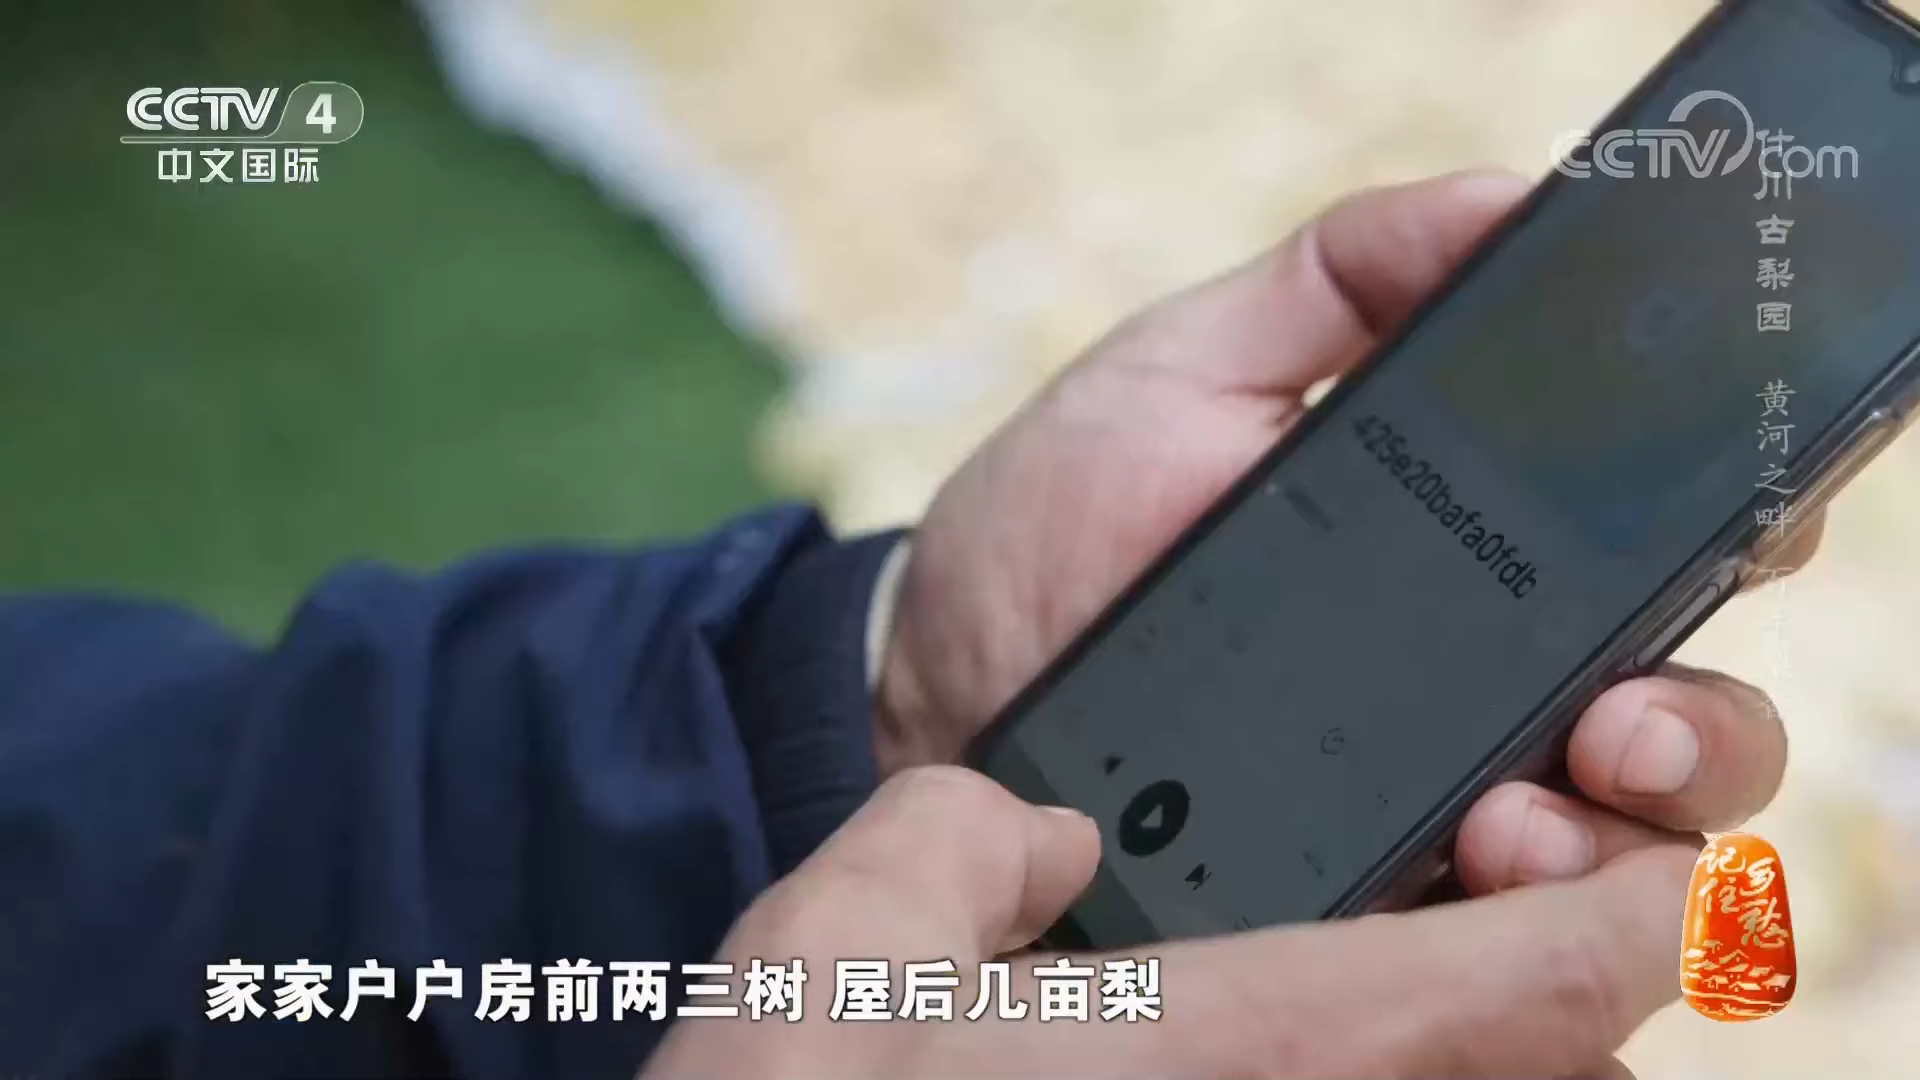 CCTV 4
中文国际
CCTV com
什川古梨园 黄河之畔
425e20bafa0fdb
记住乡愁
家家户户房前两三树 屋后几亩梨